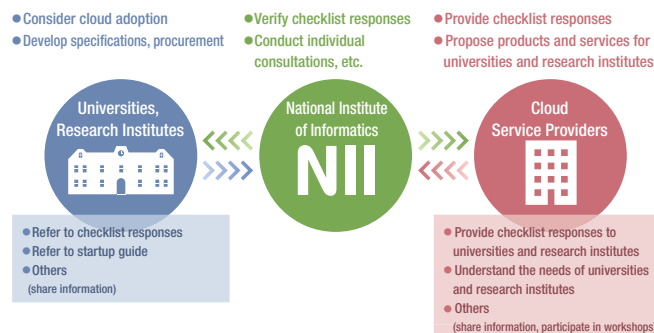 ●Consider cloud adoption
●Develop specifications, procurement
●Verify checklist responses
●Conduct individual
consultations, etc.
●Provide checklist responses
●Propose products and services for
universities and research institutes
Universities,
Research Institutes
National Institute
of Informatics
NII
Cloud
Service Providers
●Refer to checklist responses
●Refer to startup guide
●Others
(share information)
●Provide checklist responses to
universities and research institutes
●Understand the needs of universities
and research institutes
●Others
(share information, participate in workshops